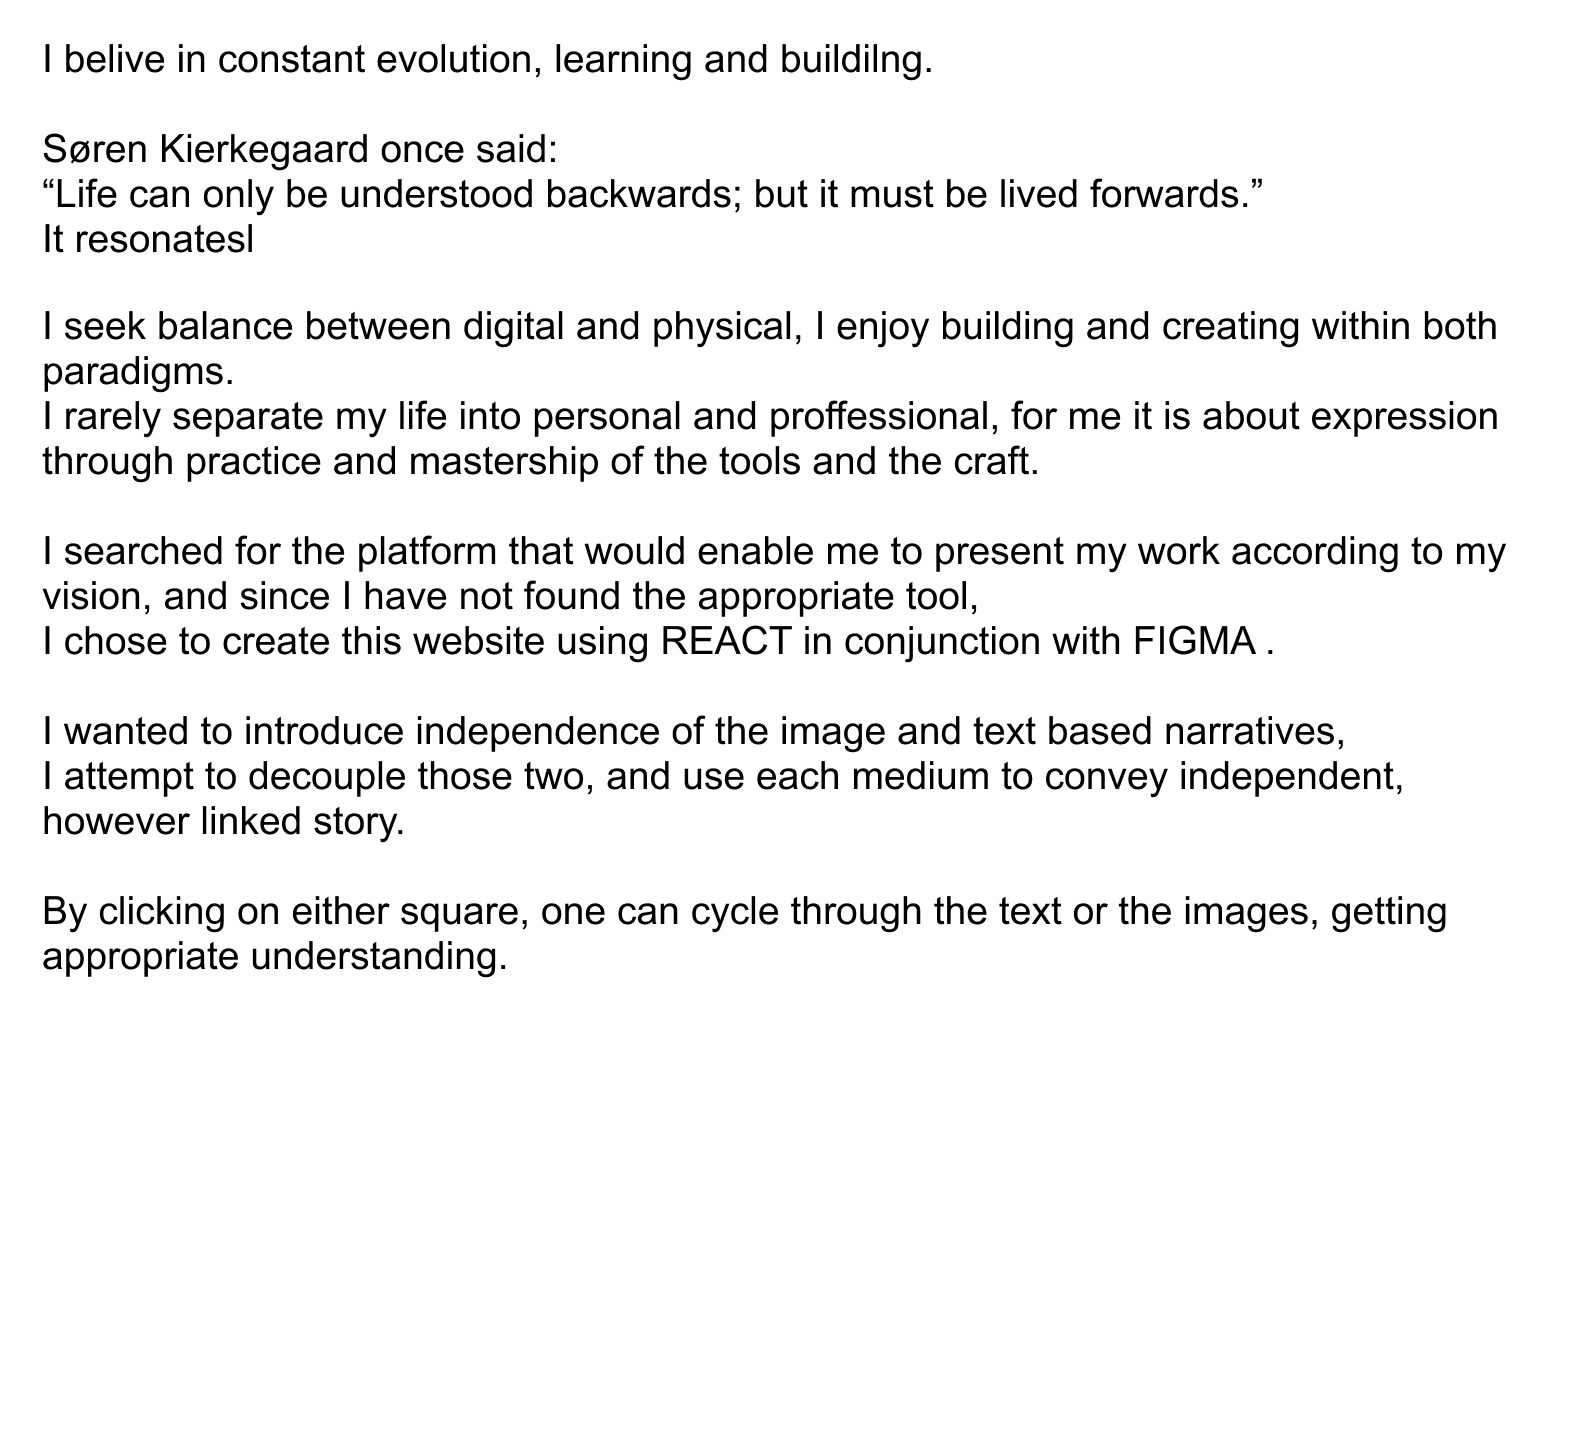 I belive in constant evolution, learning and buildilng.
Søren Kierkegaard once said:
“Life can only be understood backwards; but it must be lived forwards.”
It resonatesl
I seek balance between digital and physical, I enjoy building and creating within both
paradigms.
I rarely separate my life into personal and proffessional, for me it is about expression
through practice and mastership of the tools and the craft.
I searched for the platform that would enable me to present my work according to my
vision, and since I have not found the appropriate tool,
I chose to create this website using REACT in conjunction with FIGMA .
I wanted to introduce independence of the image and text based narratives,
I attempt to decouple those two, and use each medium to convey independent,
however linked story.
By clicking on either square, one can cycle through the text or the images, getting
appropriate understanding.